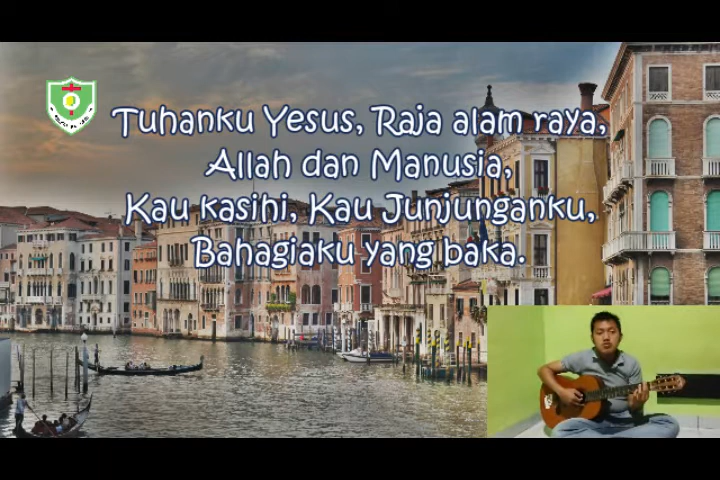 Tuhanku Yesus, Raja alam raya,
Allah dan Manusia,
Kau kasihi, Kau Junjunganku,
Bahagiaku yang baka.